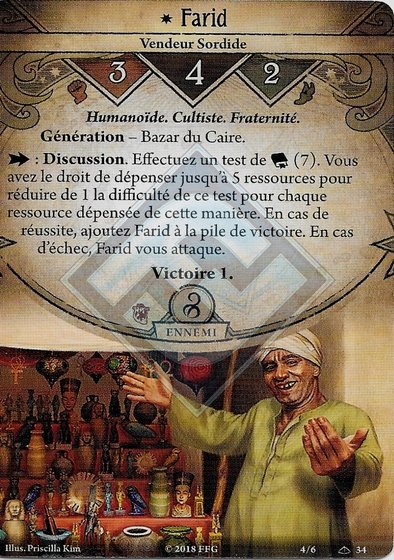 Farid
Vendeur Sordide
3 4 2
Humanoïde. Cultiste. Fraternité.
Génération – Bazar du Caire.
: Discussion. Effectuez un test de (7). Vous
avez le droit de dépenser jusqu'à 5 ressources pour
réduire de 1 la difficulté de ce test pour chaque
ressource dépensée de cette manière. En cas de
réussite, ajoutez Farid à la pile de victoire. En cas
d'échec, Farid vous attaque.
Victoire 1.
ENNEMI
Illus. Priscilla Kim © 2018 FFG 4/6 34